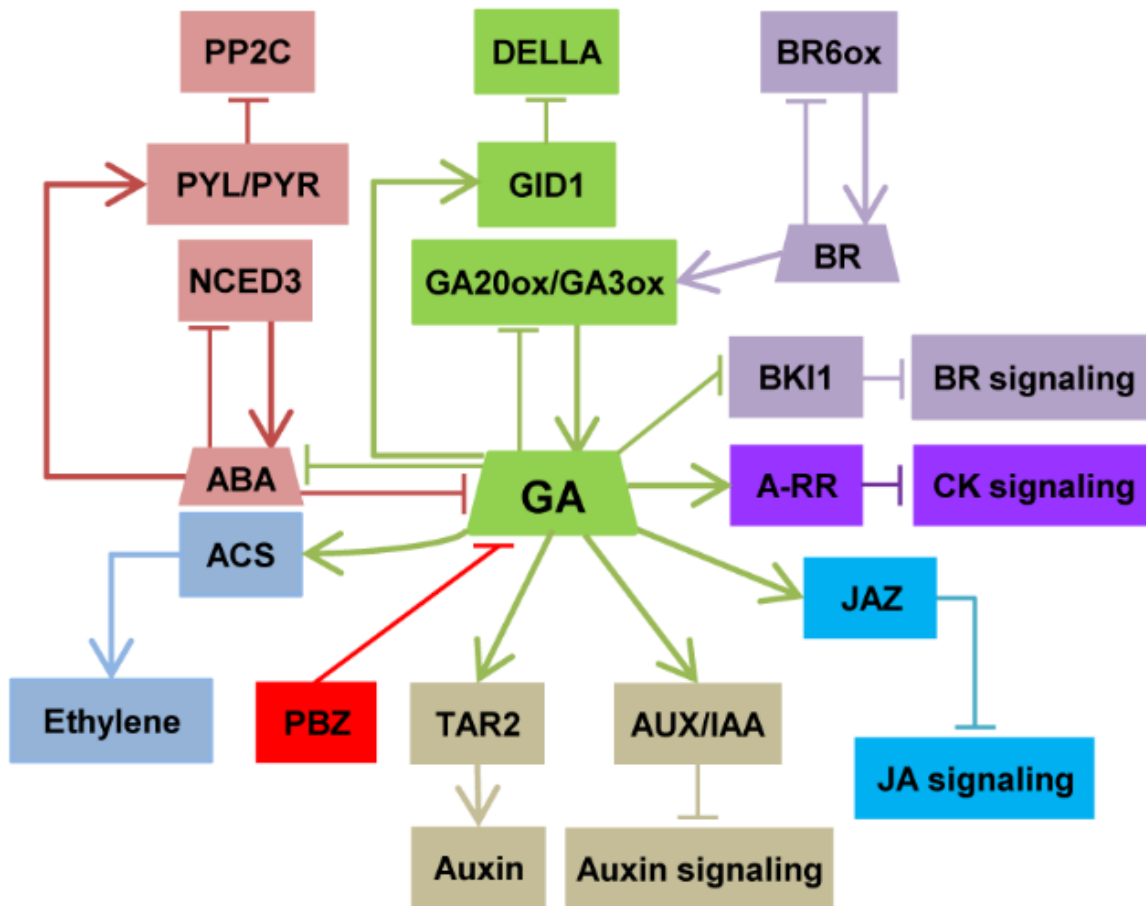 PP2C
DELLA
BR6ox
PYL/PYR
GID1
BR
NCED3
GA20ox/GA3ox
BKI1
BR signaling
ABA
GA
A-RR
CK signaling
ACS
JAZ
Ethylene
PBZ
TAR2
AUX/IAA
JA signaling
Auxin
Auxin signaling